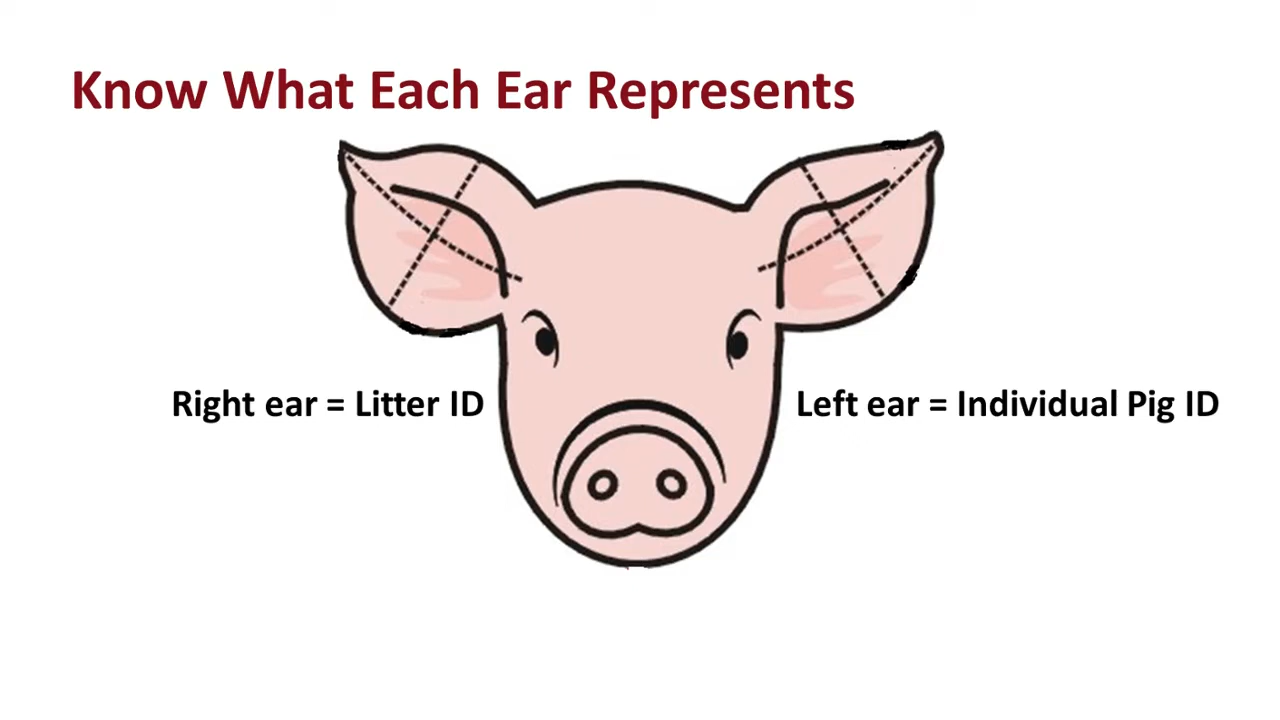 Know What Each Ear Represents
Right ear = Litter ID
Left ear = Individual Pig ID